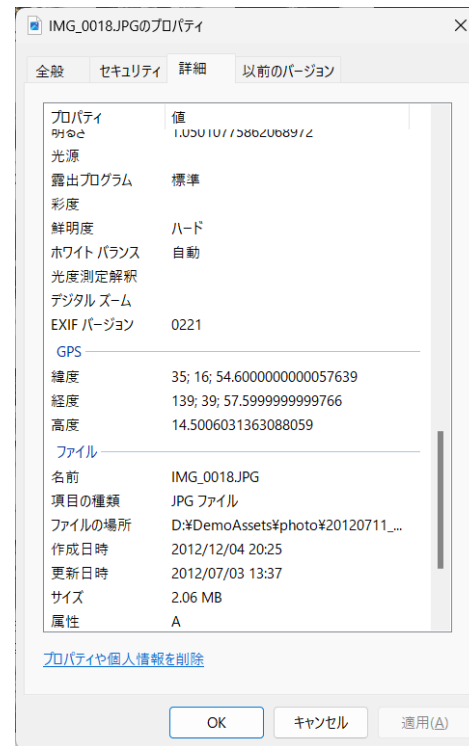 IMG_0018.JPGのプロパティ
全般 セキュリティ 詳細 以前のバージョン
プロパティ 値
明るさ 1.05010775862068972
光源
露出プログラム 標準
彩度
鮮明度 ハード
ホワイト バランス 自動
光度測定解釈
デジタル ズーム
EXIF バージョン 0221
GPS
緯度 35; 16; 54.6000000000057639
経度 139; 39; 57.5999999999766
高度 14.5006031363088059
ファイル
名前 IMG_0018.JPG
項目の種類 JPG ファイル
ファイルの場所 D:¥DemoAssets¥photo¥20120711_...
作成日時 2012/12/04 20:25
更新日時 2012/07/03 13:37
サイズ 2.06 MB
属性 A
プロパティや個人情報を削除
OK キャンセル 適用(A)